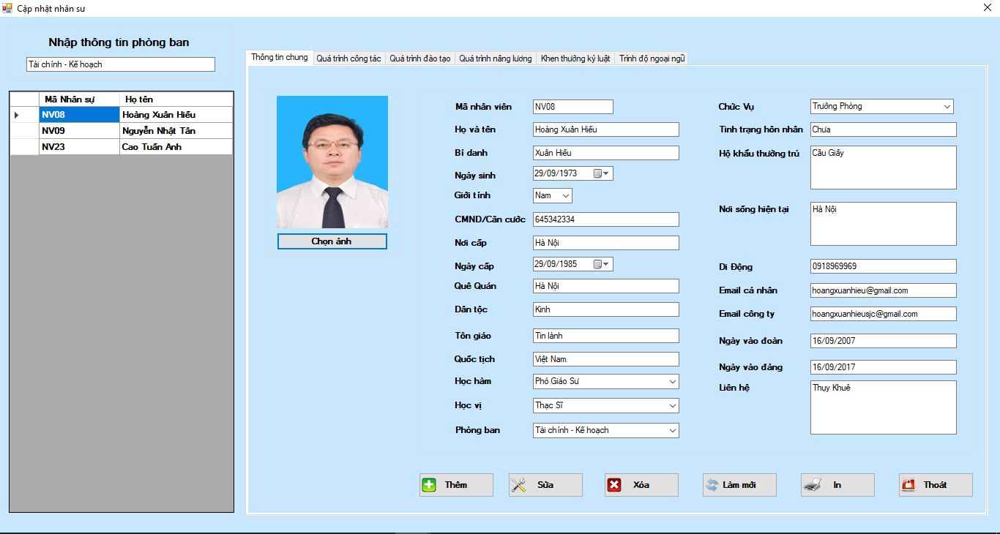 Cập nhật nhân sự
Nhập thông tin phòng ban
Tài chính - Kế hoạch
Mã Nhân sự Họ tên
NV08 Hoàng Xuân Hiếu
NV09 Nguyễn Nhật Tân
NV23 Cao Tuấn Anh
Thông tin chung Quá trình công tác Quá trình đào tạo Quá trình nâng lương Khen thưởng kỷ luật Trình độ ngoại ngữ
Chọn ảnh
Mã nhân viên NV08
Họ và tên Hoàng Xuân Hiếu
Bí danh Xuân Hiếu
Ngày sinh 29/09/1973
Giới tính Nam
CMND/Căn cước 645342334
Nơi cấp Hà Nội
Ngày cấp 29/09/1985
Quê Quán Hà Nội
Dân tộc Kinh
Tôn giáo Tin lành
Quốc tịch Việt Nam
Học hàm Phó Giáo Sư
Học vị Thạc Sĩ
Phòng ban Tài chính - Kế hoạch
Chức Vụ Trưởng Phòng
Tình trạng hôn nhân Chưa
Hộ khẩu thường trú Cầu Giấy
Nơi sống hiện tại Hà Nội
Di Động 0918969969
Email cá nhân hoangxuanhieu@gmail.com
Email công ty hoangxuanhieusjc@gmail.com
Ngày vào đoàn 16/09/2007
Ngày vào đảng 16/09/2017
Liên hệ Thụy Khuê
Thêm Sửa Xóa Làm mới In Thoát